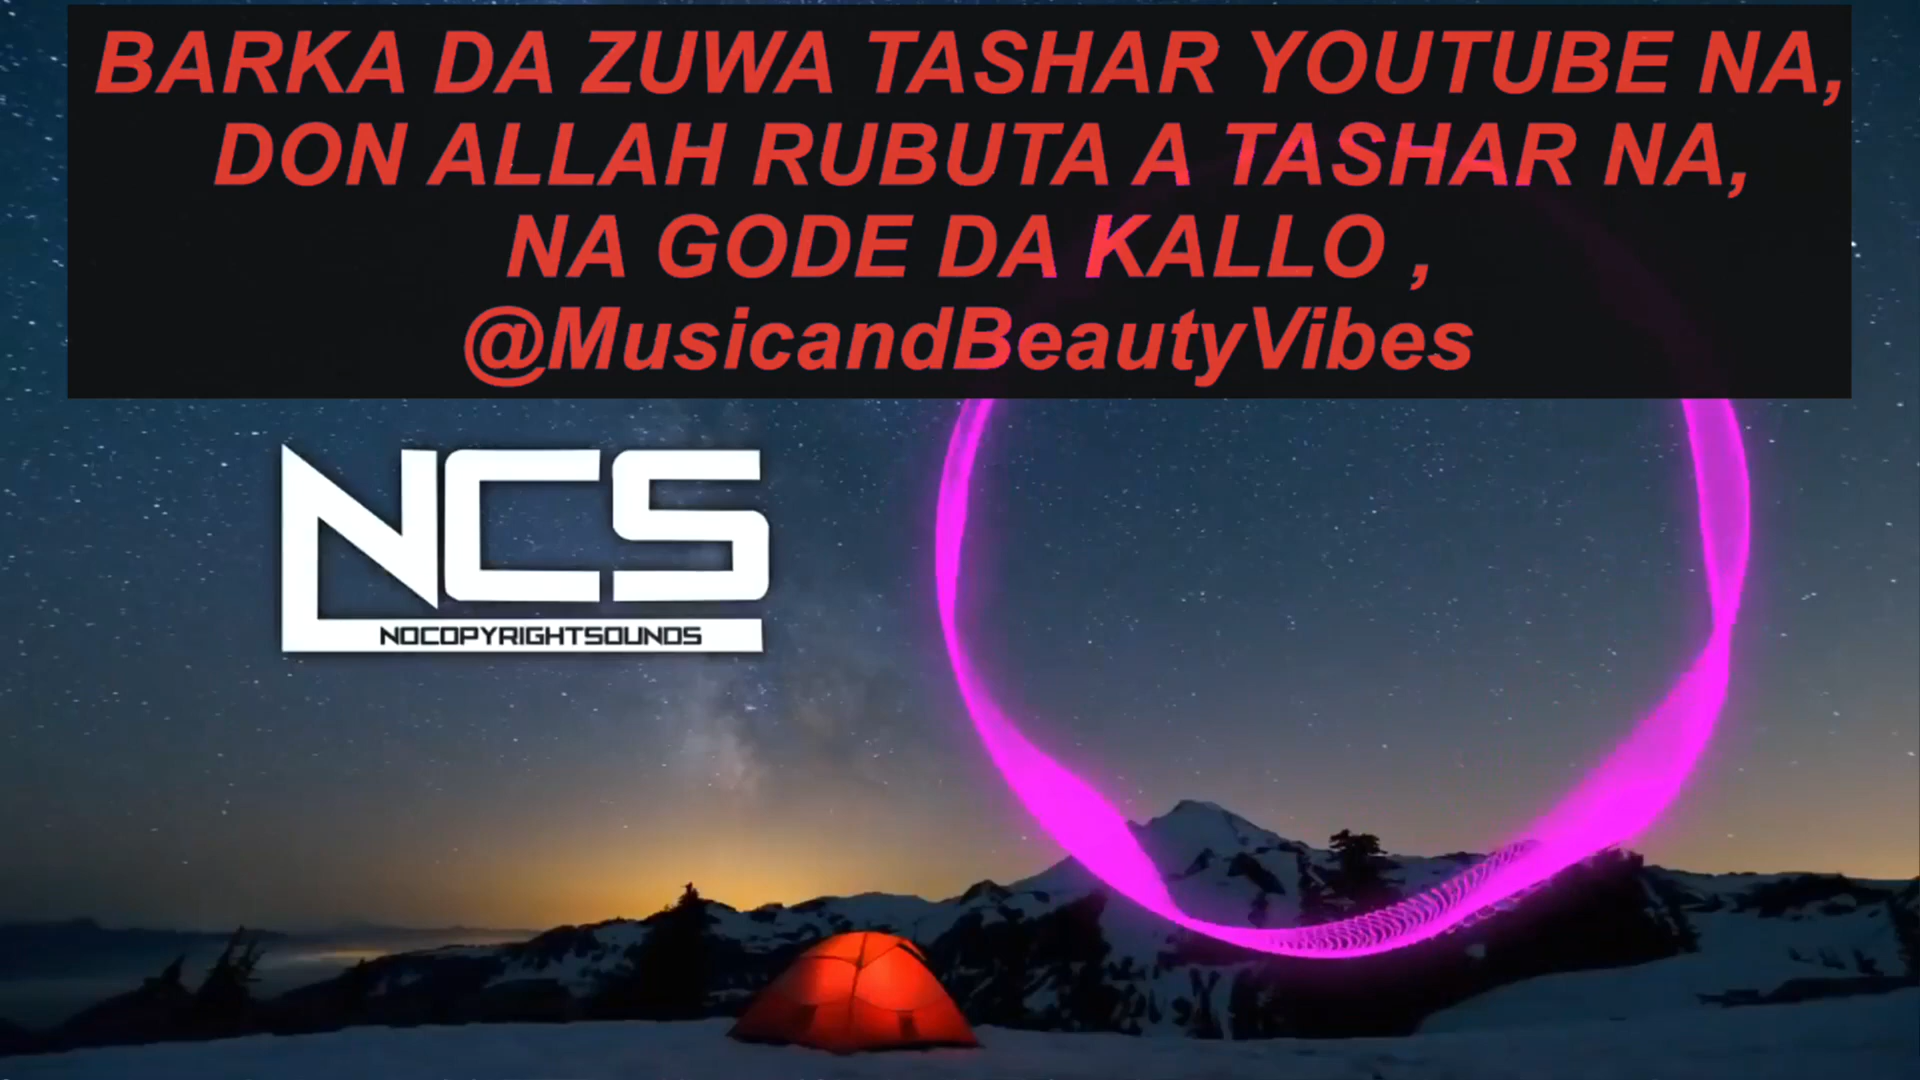 BARKA DA ZUWA TASHAR YOUTUBE NA,
DON ALLAH RUBUTA A TASHAR NA,
NA GODE DA KALLO ,
@MusicandBeautyVibes
NCS
NOCOPYRIGHTSOUNDS